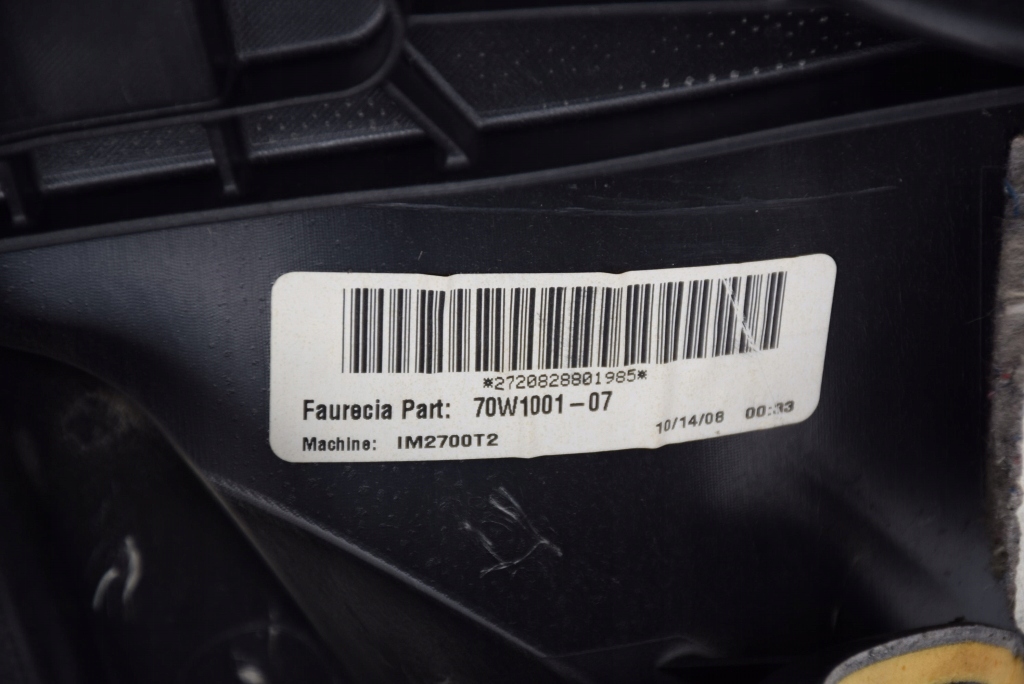 *2720828801985*
Faurecia Part: 70W1001-07
10/14/08 00:33
Machine: IM2700T2